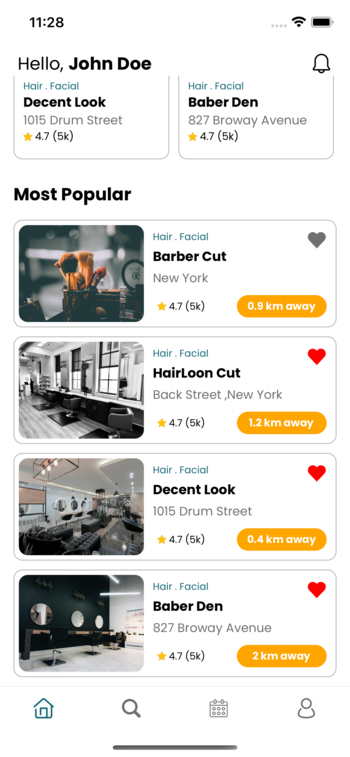 11:28
Hello, John Doe
Hair . Facial
Decent Look
1015 Drum Street
4.7 (5k)
Hair . Facial
Baber Den
827 Broway Avenue
4.7 (5k)
Most Popular
Hair . Facial
Barber Cut
New York
4.7 (5k)
0.9 km away
Hair . Facial
HairLoon Cut
Back Street ,New York
4.7 (5k)
1.2 km away
Hair . Facial
Decent Look
1015 Drum Street
4.7 (5k)
0.4 km away
Hair . Facial
Baber Den
827 Broway Avenue
4.7 (5k)
2 km away